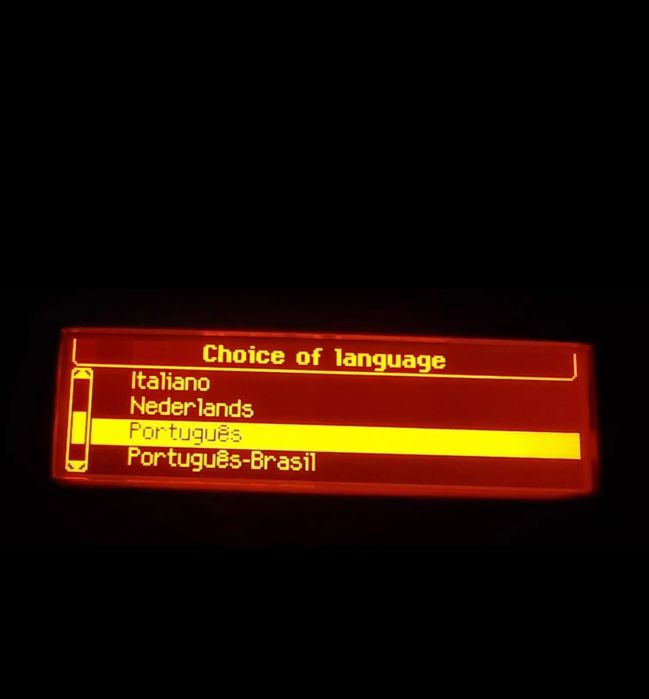 Choice of language
Italiano
Nederlands
Português
Português-Brasil